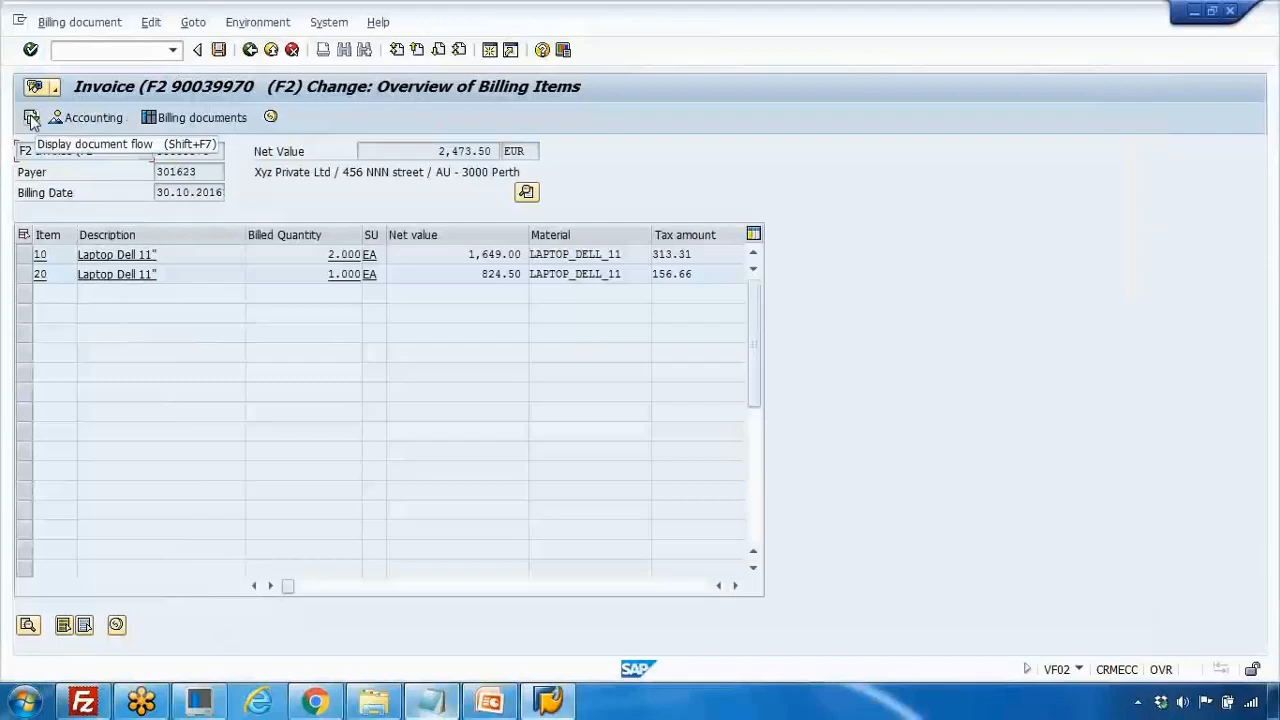 Billing document Edit Goto Environment System Help
Invoice (F2 90039970 (F2) Change: Overview of Billing Items
Accounting Billing documents
Display document flow (Shift+F7)
Net Value 2,473.50 EUR
Payer 301623 Xyz Private Ltd / 456 NNN street / AU - 3000 Perth
Billing Date 30.10.2016
Item Description Billed Quantity SU Net value Material Tax amount
10 Laptop Dell 11" 2.000 EA 1,649.00 LAPTOP_DELL_11 313.31
20 Laptop Dell 11" 1.000 EA 824.50 LAPTOP_DELL_11 156.66
SAP
VF02 CRMECC OVR